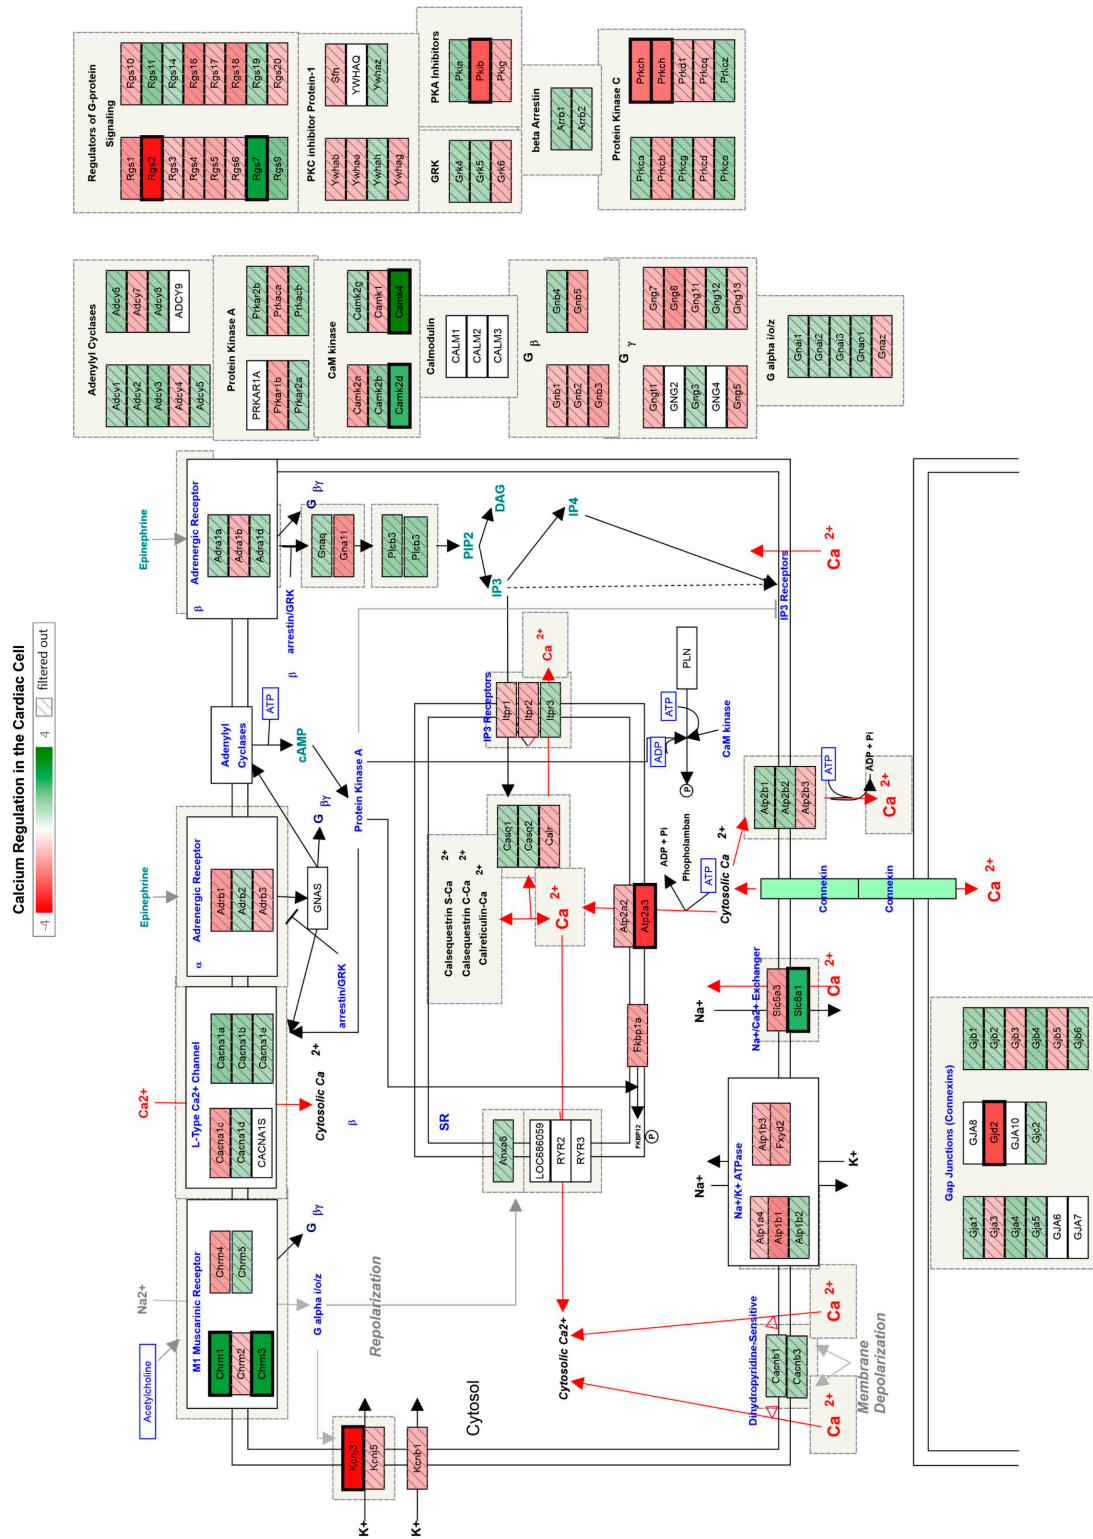 Calcium Regulation in the Cardiac Cell
-4
4
filtered out
Acetylcholine
Na2+
Ca2+
Epinephrine
Epinephrine
M1 Muscarinic Receptor
Chrm1
Chrm2
Chrm3
Chrm4
Chrm5
L-Type Ca2+ Channel
Cacna1c
Cacna1d
CACNA1S
Cacna1a
Cacna1b
Cacna1e
α
Adrenergic Receptor
Adrb1
Adrb2
Adrb3
Adenylyl
Cyclases
β
Adrenergic Receptor
Adra1a
Adra1b
Adra1d
G βγ
G alpha i/o/z
Repolarization
Cytosolic Ca 2+
β
arrestin/GRK
GNAS
G βγ
ATP
cAMP
Protein Kinase A
β
arrestin/GRK
G βγ
Gnaq
Gna11
Plcb3
Plcb3
PIP2
DAG
IP3
IP4
K+
Kcnj3
Kcnj5
K+
Kcnb1
Cytosol
SR
Anxa6
LOC686059
RYR2
RYR3
Calsequestrin S-Ca 2+
Calsequestrin C-Ca 2+
Calreticulin-Ca 2+
Ca 2+
Casq1
Casq2
Calr
IP3 Receptors
Itpr1
Itpr2
Itpr3
Ca 2+
Fkbp1a
FKBP12
P
Atp2a2
Atp2a3
ADP + Pi
Phopholamban
ATP
Cytosolic Ca 2+
P
ADP
ATP
PLN
CaM kinase
IP3 Receptors
Ca 2+
Cytosolic Ca2+
Dihydropyridine-Sensitive
Cacnb1
Cacnb3
Ca 2+
Ca 2+
Membrane
Depolarization
Na+
Na+/K+ ATPase
Atp1a4
Atp1b1
Atp1b2
Atp1b3
Fxyd2
K+
Na+
Na+/Ca2+ Exchanger
Slc8a3
Slc8a1
Ca 2+
Connexin
Connexin
Ca 2+
Atp2b1
Atp2b2
Atp2b3
ATP
ADP + Pi
Ca 2+
Gap Junctions (Connexins)
Gja1
Gja3
Gja4
Gja5
GJA6
GJA7
GJA8
Gjd2
GJA10
Gjc2
Gjb1
Gjb2
Gjb3
Gjb4
Gjb5
Gjb6
Adenylyl Cyclases
Adcy1
Adcy2
Adcy3
Adcy4
Adcy5
Adcy6
Adcy7
Adcy3
ADCY9
Protein Kinase A
PRKAR1A
Prkar1b
Prkar2a
Prkar2b
Prkaca
Prkacb
CaM kinase
Camk2a
Camk2b
Camk2d
Camk2g
Camk1
Camk4
Calmodulin
CALM1
CALM2
CALM3
G β
Gnb1
Gnb2
Gnb3
Gnb4
Gnb5
G γ
Gngt1
GNG2
Gng3
GNG4
Gng5
Gng7
Gng8
Gng11
Gng12
Gng13
G alpha i/o/z
Gnai1
Gnai2
Gnai3
Gnao1
Gnaz
Regulators of G-protein
Signaling
Rgs1
Rgs2
Rgs3
Rgs4
Rgs5
Rgs6
Rgs7
Rgs9
Rgs10
Rgs11
Rgs14
Rgs16
Rgs17
Rgs18
Rgs19
Rgs20
PKC inhibitor Protein-1
Ywhab
Ywhae
Ywhah
Ywhag
Sfn
YWHAQ
Ywhaz
GRK
Grk4
Grk5
Grk6
PKA Inhibitors
Pkia
Pkib
Pkig
beta Arrestin
Arrb1
Arrb2
Protein Kinase C
Prkca
Prkcb
Prkcg
Prkcd
Prkce
Prkch
Prkch
Prkd1
Prkcq
Prkcz